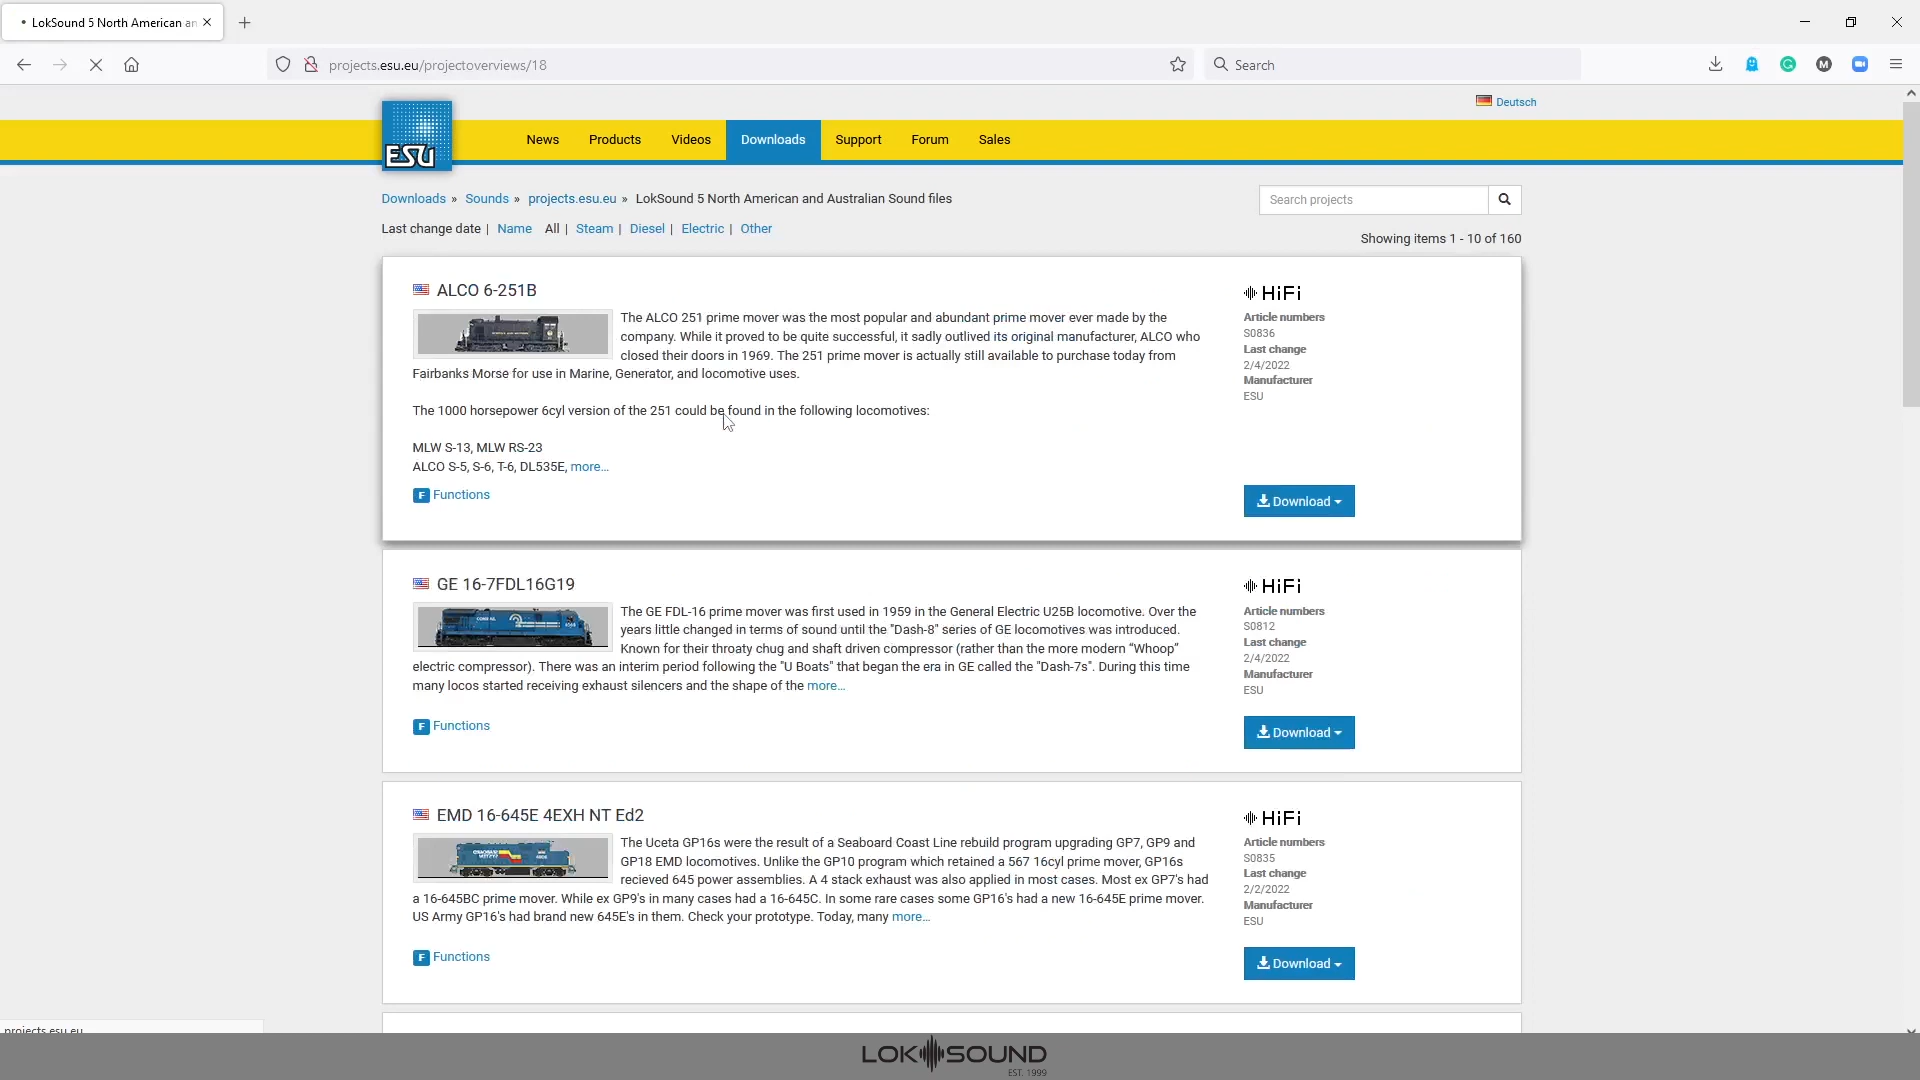 LokSound 5 North American an
projects.esu.eu/projectoverviews/18
Search
Deutsch
ESU
News
Products
Videos
Downloads
Support
Forum
Sales
Downloads » Sounds » projects.esu.eu » LokSound 5 North American and Australian Sound files
Search projects
Last change date | Name All | Steam | Diesel | Electric | Other
Showing items 1 - 10 of 160
ALCO 6-251B
The ALCO 251 prime mover was the most popular and abundant prime mover ever made by the
company. While it proved to be quite successful, it sadly outlived its original manufacturer, ALCO who
closed their doors in 1969. The 251 prime mover is actually still available to purchase today from
Fairbanks Morse for use in Marine, Generator, and locomotive uses.
The 1000 horsepower 6cyl version of the 251 could be found in the following locomotives:
MLW S-13, MLW RS-23
ALCO S-5, S-6, T-6, DL535E, more...
F Functions
HiFi
Article numbers
S0836
Last change
2/4/2022
Manufacturer
ESU
Download
GE 16-7FDL16G19
The GE FDL-16 prime mover was first used in 1959 in the General Electric U25B locomotive. Over the
years little changed in terms of sound until the "Dash-8" series of GE locomotives was introduced.
Known for their throaty chug and shaft driven compressor (rather than the more modern “Whoop”
electric compressor). There was an interim period following the "U Boats" that began the era in GE called the "Dash-7s". During this time
many locos started receiving exhaust silencers and the shape of the more...
F Functions
HiFi
Article numbers
S0812
Last change
2/4/2022
Manufacturer
ESU
Download
EMD 16-645E 4EXH NT Ed2
The Uceta GP16s were the result of a Seaboard Coast Line rebuild program upgrading GP7, GP9 and
GP18 EMD locomotives. Unlike the GP10 program which retained a 567 16cyl prime mover, GP16s
recieved 645 power assemblies. A 4 stack exhaust was also applied in most cases. Most ex GP7's had
a 16-645BC prime mover. While ex GP9's in many cases had a 16-645C. In some rare cases some GP16's had a new 16-645E prime mover.
US Army GP16's had brand new 645E's in them. Check your prototype. Today, many more...
F Functions
HiFi
Article numbers
S0835
Last change
2/2/2022
Manufacturer
ESU
Download
projects.esu.eu
LOKSOUND
EST. 1999